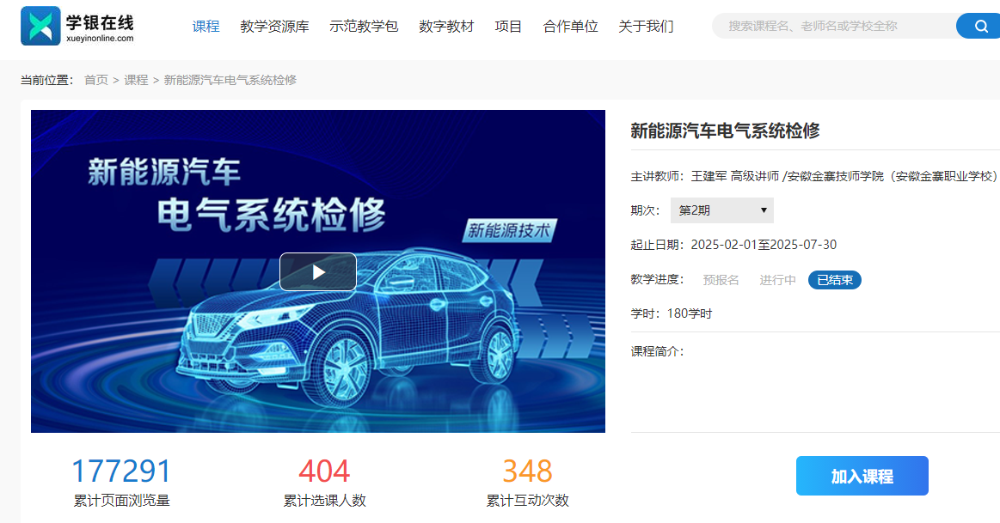 学银在线
xueyinonline.com
课程 教学资源库 示范教学包 数字教材 项目 合作单位 关于我们
搜索课程名、老师名或学校全称
当前位置： 首页 > 课程 > 新能源汽车电气系统检修
新能源汽车
电气系统检修
新能源技术
新能源汽车电气系统检修
主讲教师：王建军 高级讲师 /安徽金寨技师学院（安徽金寨职业学校）
期次： 第2期
起止日期：2025-02-01至2025-07-30
教学进度： 预报名 进行中 已结束
学时：180学时
课程简介：
177291 404 348
累计页面浏览量 累计选课人数 累计互动次数
加入课程